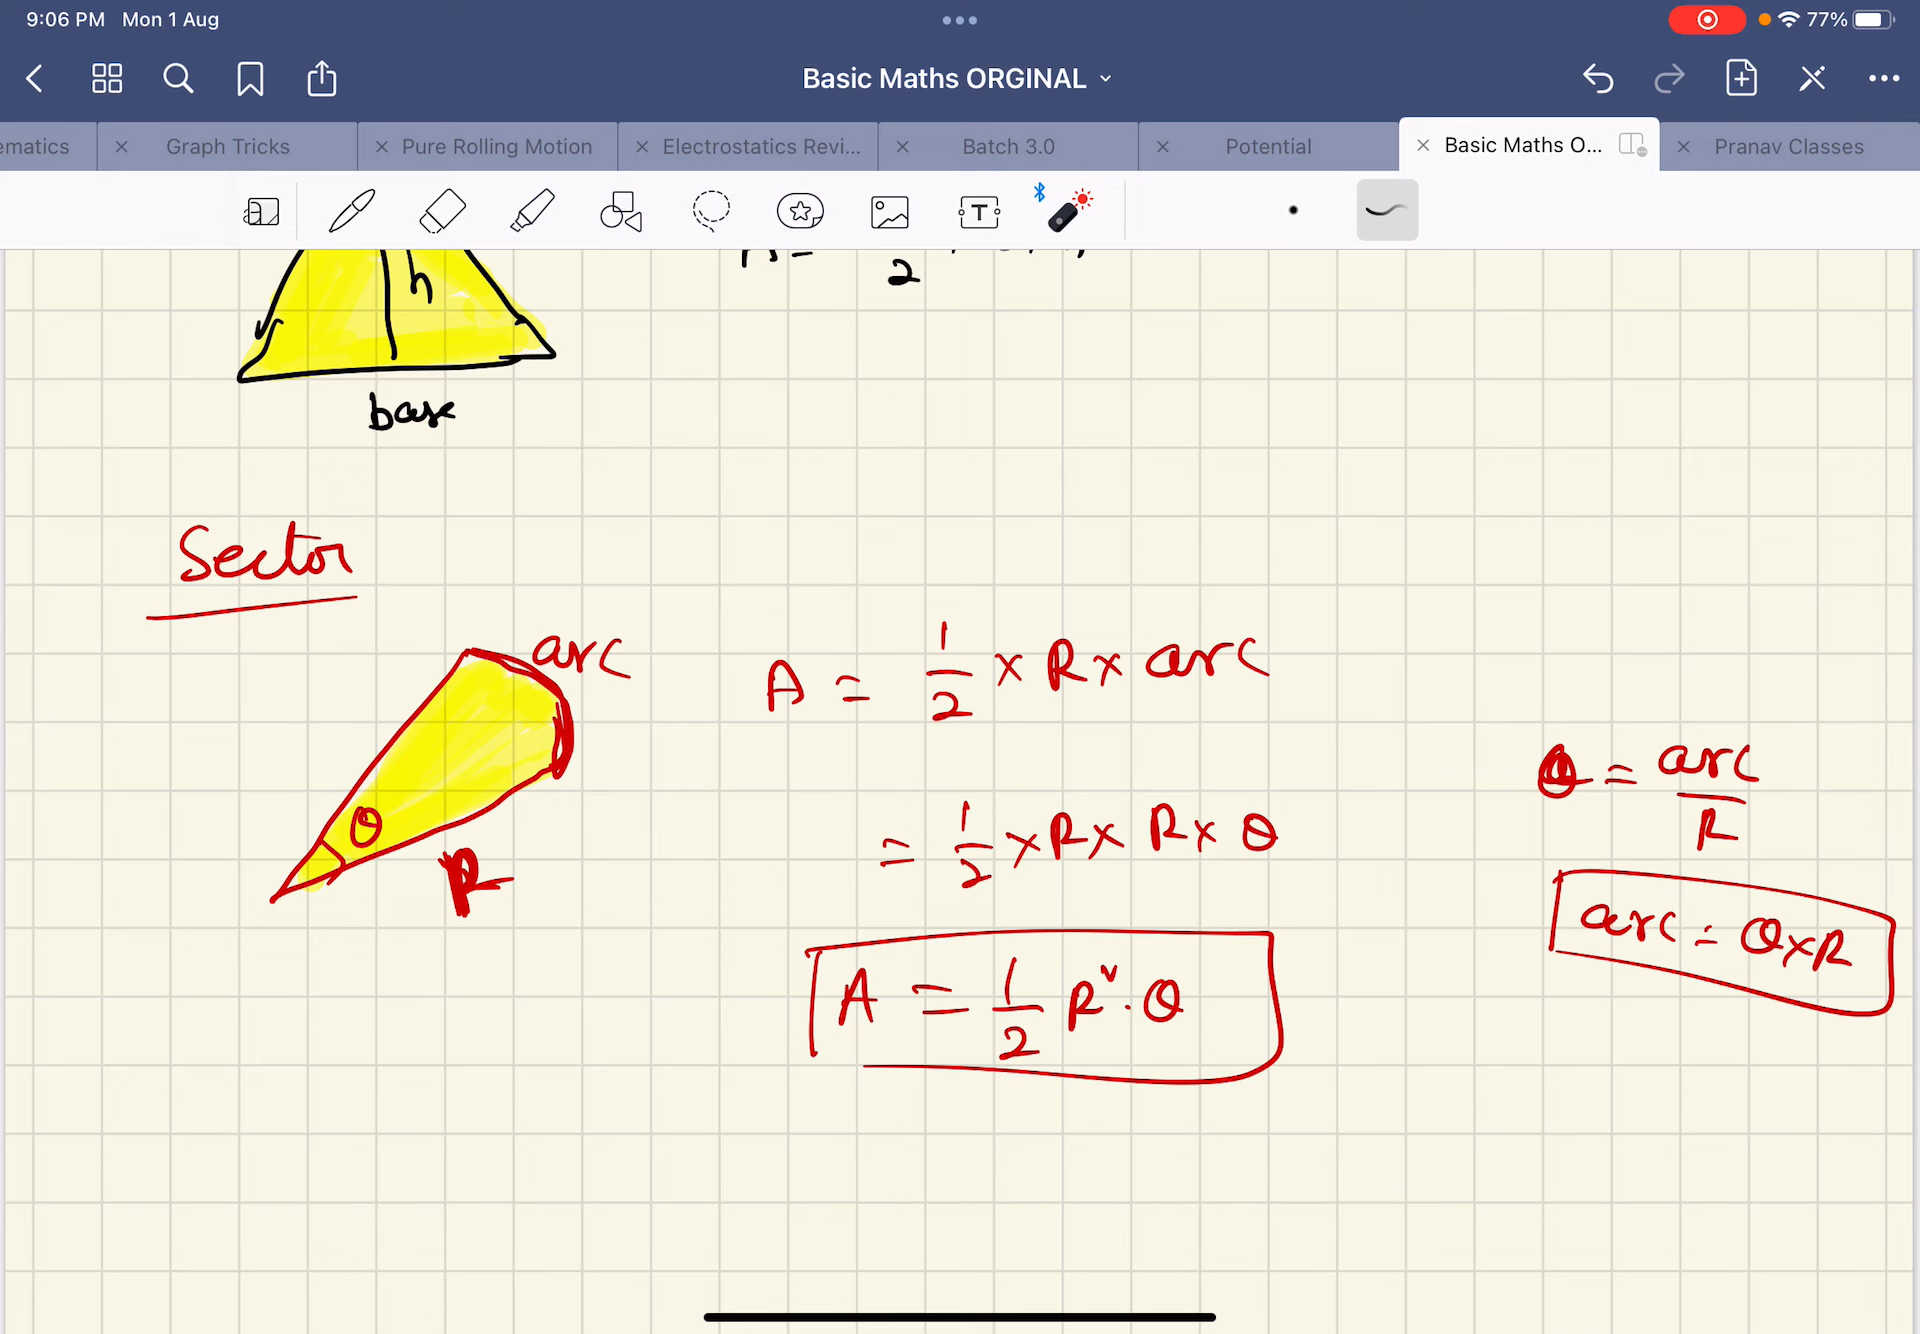 9:06 PM Mon 1 Aug
77%
Basic Maths ORGINAL
ematics
Graph Tricks
Pure Rolling Motion
Electrostatics Revi...
Batch 3.0
Potential
Basic Maths O...
Pranav Classes
h
2
base
Sector
arc
θ
R
A = 1/2 × R × arc
= 1/2 × R × R × θ
A = 1/2 R² · θ
θ = arc/R
arc = θ × R